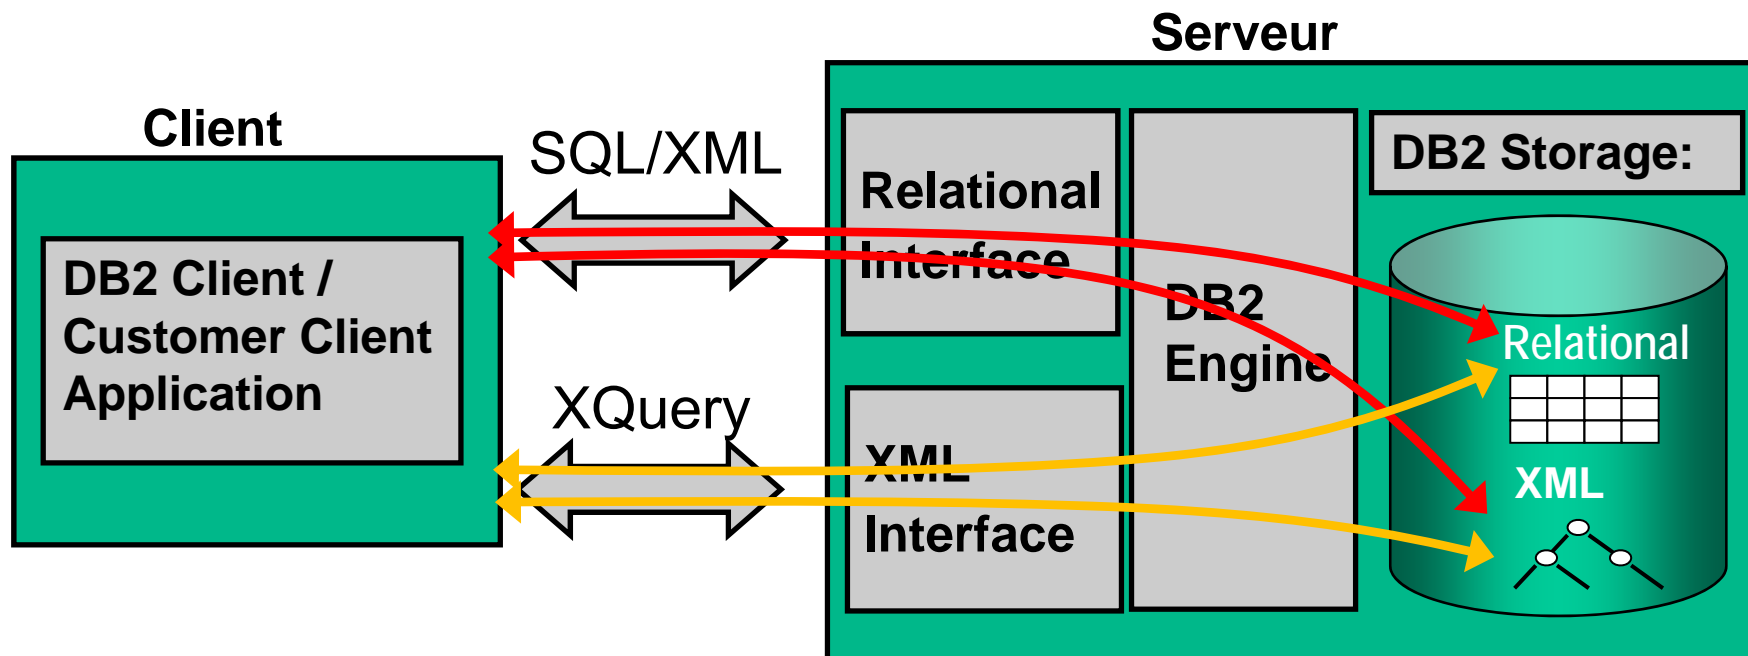 Serveur
Client
SQL/XML
DB2 Client /
Customer Client
Application
XQuery
Relational
Interface
XML
Interface
DB2
Engine
DB2 Storage:
Relational
XML